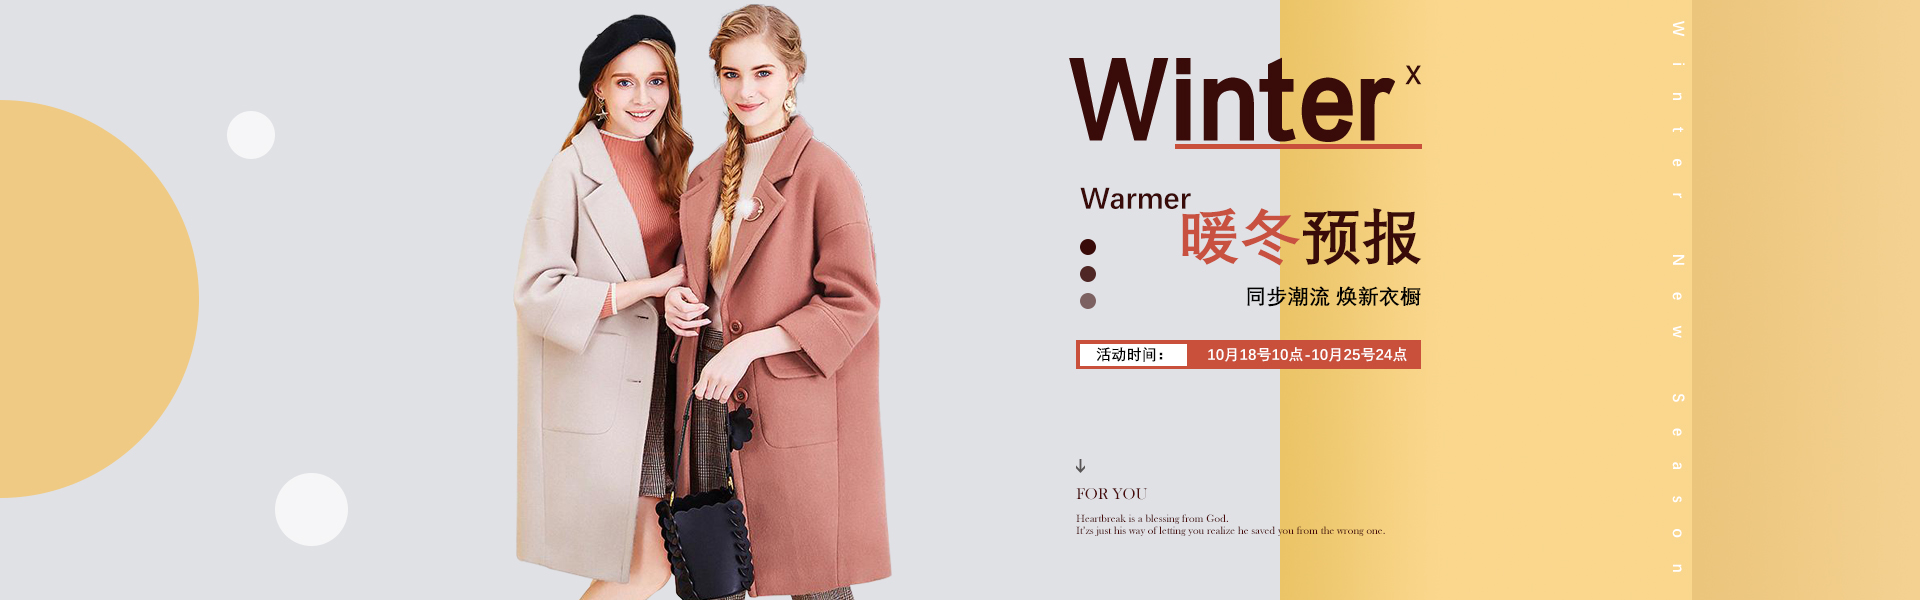 Winter x
Warmer
暖冬预报
同步潮流 焕新衣橱
活动时间： 10月18号10点-10月25号24点
FOR YOU
Heartbreak is a blessing from God.
It'zs just his way of letting you realize he saved you from the wrong one.
Winter New Season